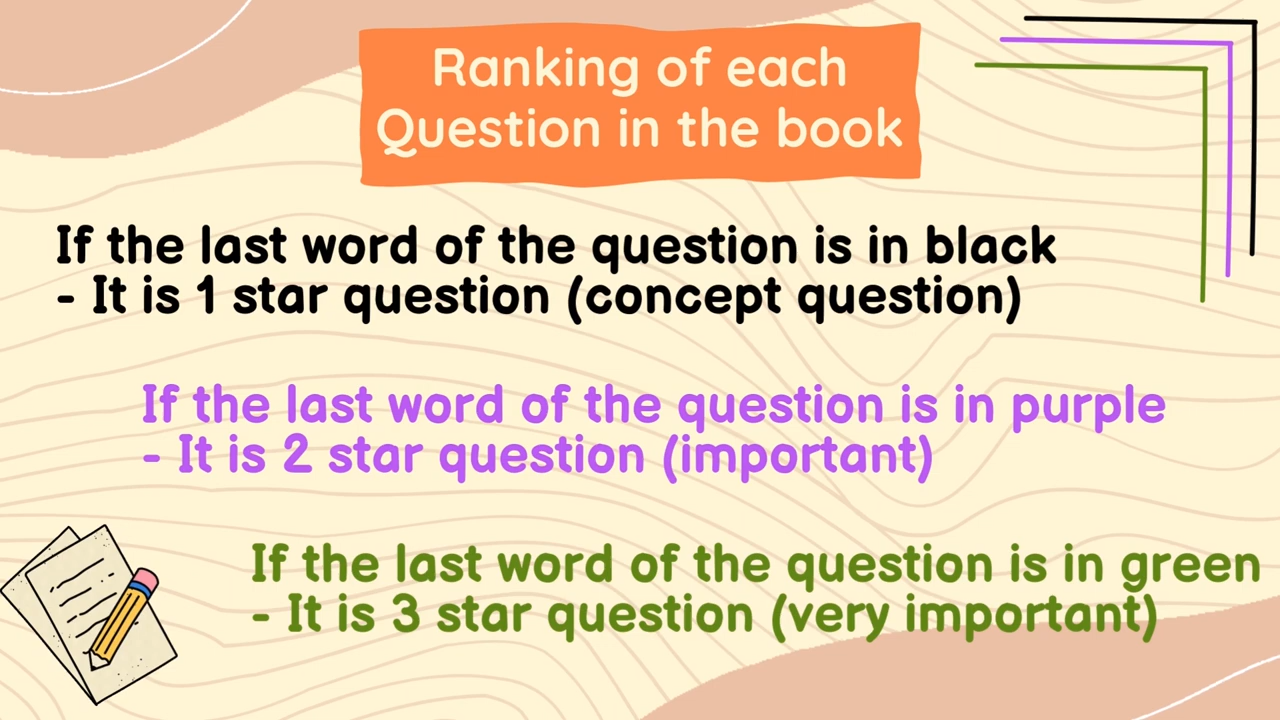 Ranking of each
Question in the book
If the last word of the question is in black
- It is 1 star question (concept question)
If the last word of the question is in purple
- It is 2 star question (important)
If the last word of the question is in green
- It is 3 star question (very important)